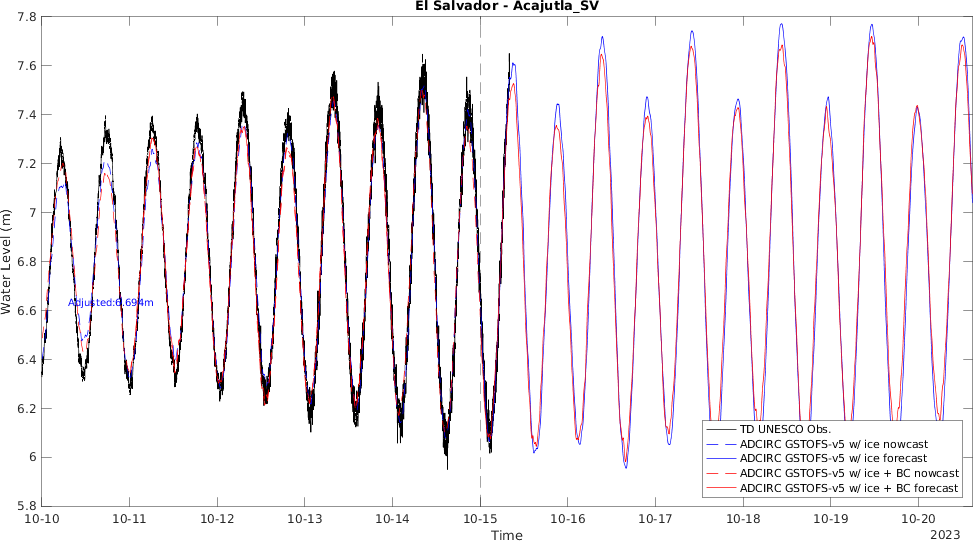 El Salvador - Acajutla_SV
7.8
7.6
7.4
7.2
7
6.8
6.6
6.4
6.2
6
5.8
Water Level (m)
Adjusted:6.694m
TD UNESCO Obs.
ADCIRC GSTOFS-v5 w/ ice nowcast
ADCIRC GSTOFS-v5 w/ ice forecast
ADCIRC GSTOFS-v5 w/ ice + BC nowcast
ADCIRC GSTOFS-v5 w/ ice + BC forecast
10-10 10-11 10-12 10-13 10-14 10-15 10-16 10-17 10-18 10-19 10-20
Time
2023